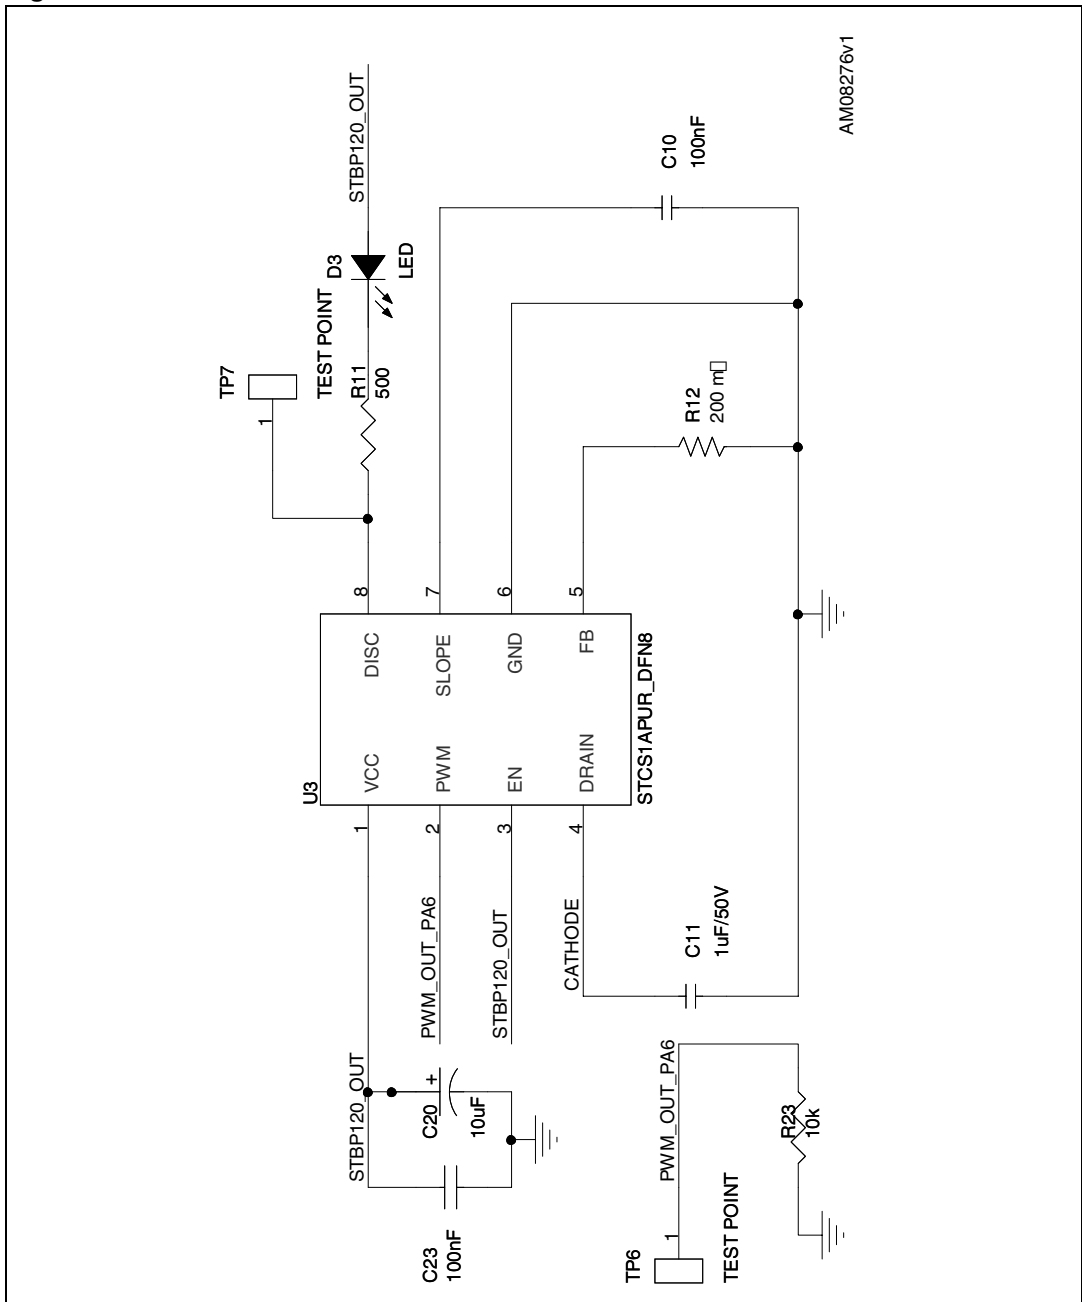 AM08276v1
STBP120_OUT
D3
LED
TP7
1
TEST POINT
R11
500
C10
100nF
R12
200 m□
U3
STCS1APUR_DFN8
8
7
6
5
DISC
SLOPE
GND
FB
VCC
PWM
EN
DRAIN
1
2
3
4
PWM_OUT_PA6
STBP120_OUT
CATHODE
C11
1uF/50V
STBP120_OUT
C20
+
10uF
C23
100nF
PWM_OUT_PA6
R23
10k
1
TP6
TEST POINT